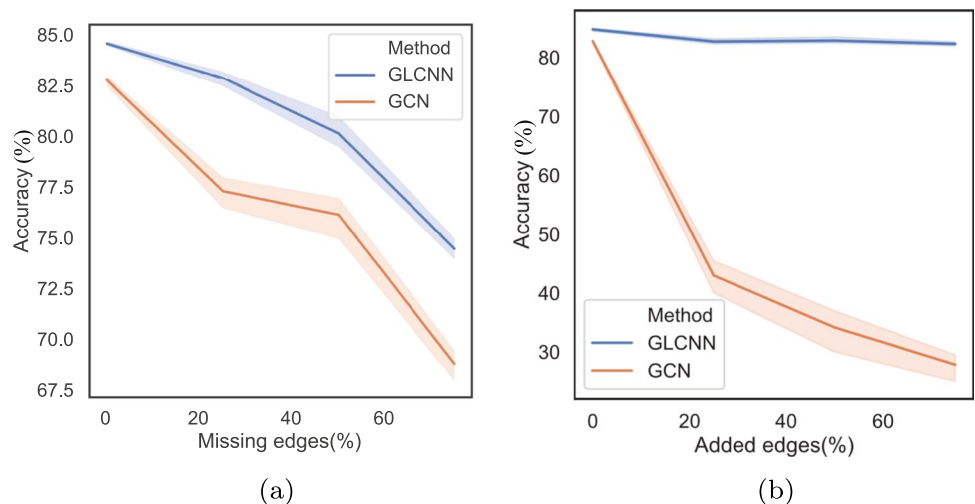 85.0
82.5
80.0
77.5
75.0
72.5
70.0
67.5
Accuracy (%)
Method
GLCNN
GCN
0
20
40
60
Missing edges(%)
(a)
80
70
60
50
40
30
Accuracy (%)
Method
GLCNN
GCN
0
20
40
60
Added edges(%)
(b)